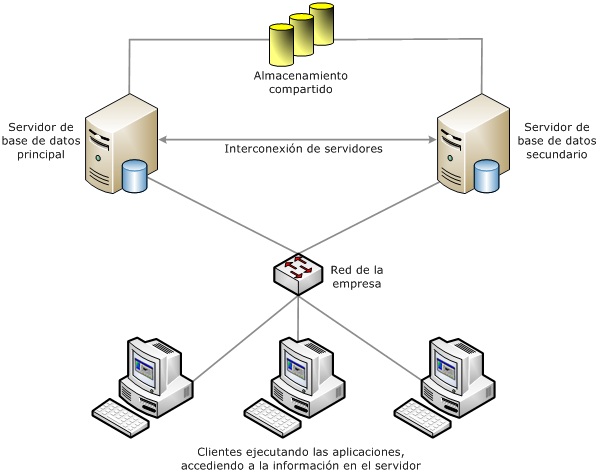 Almacenamiento
compartido
Servidor de
base de datos
principal
Servidor de
base de datos
secundario
Interconexión de servidores
Red de la
empresa
Clientes ejecutando las aplicaciones,
accediendo a la información en el servidor